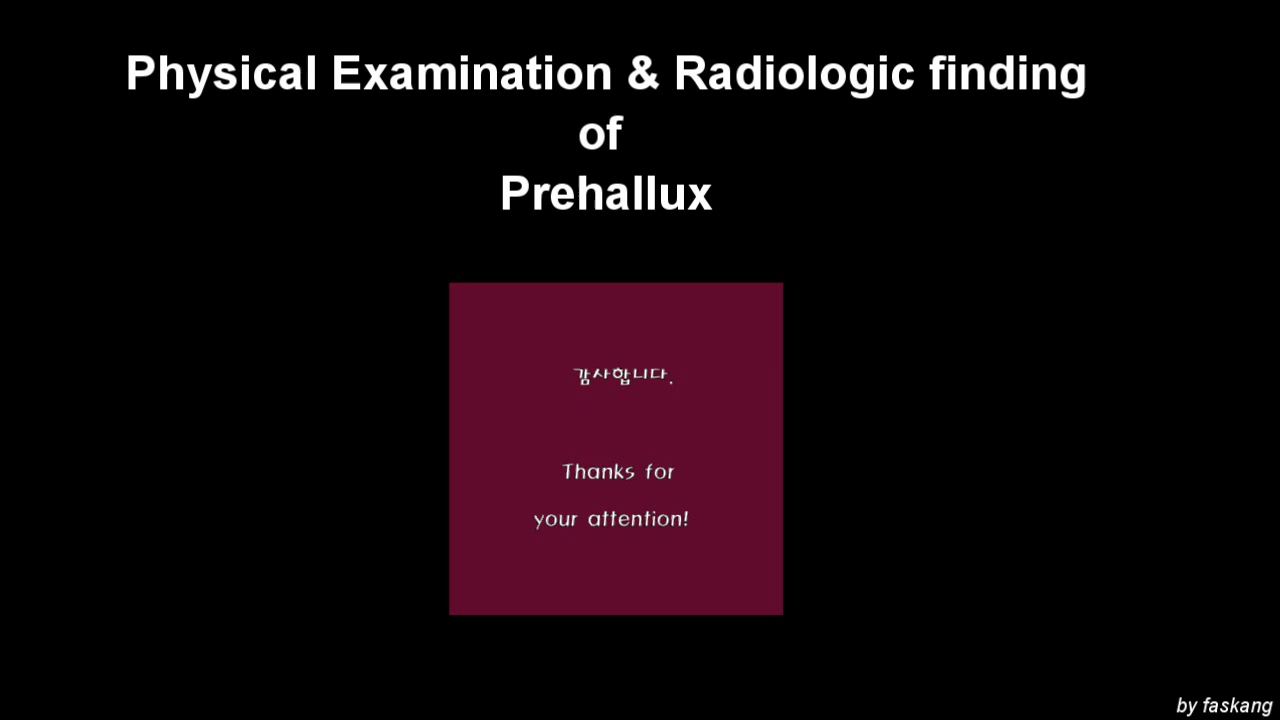 Physical Examination & Radiologic finding
of
Prehallux
감사합니다.
Thanks for
your attention!
by faskang